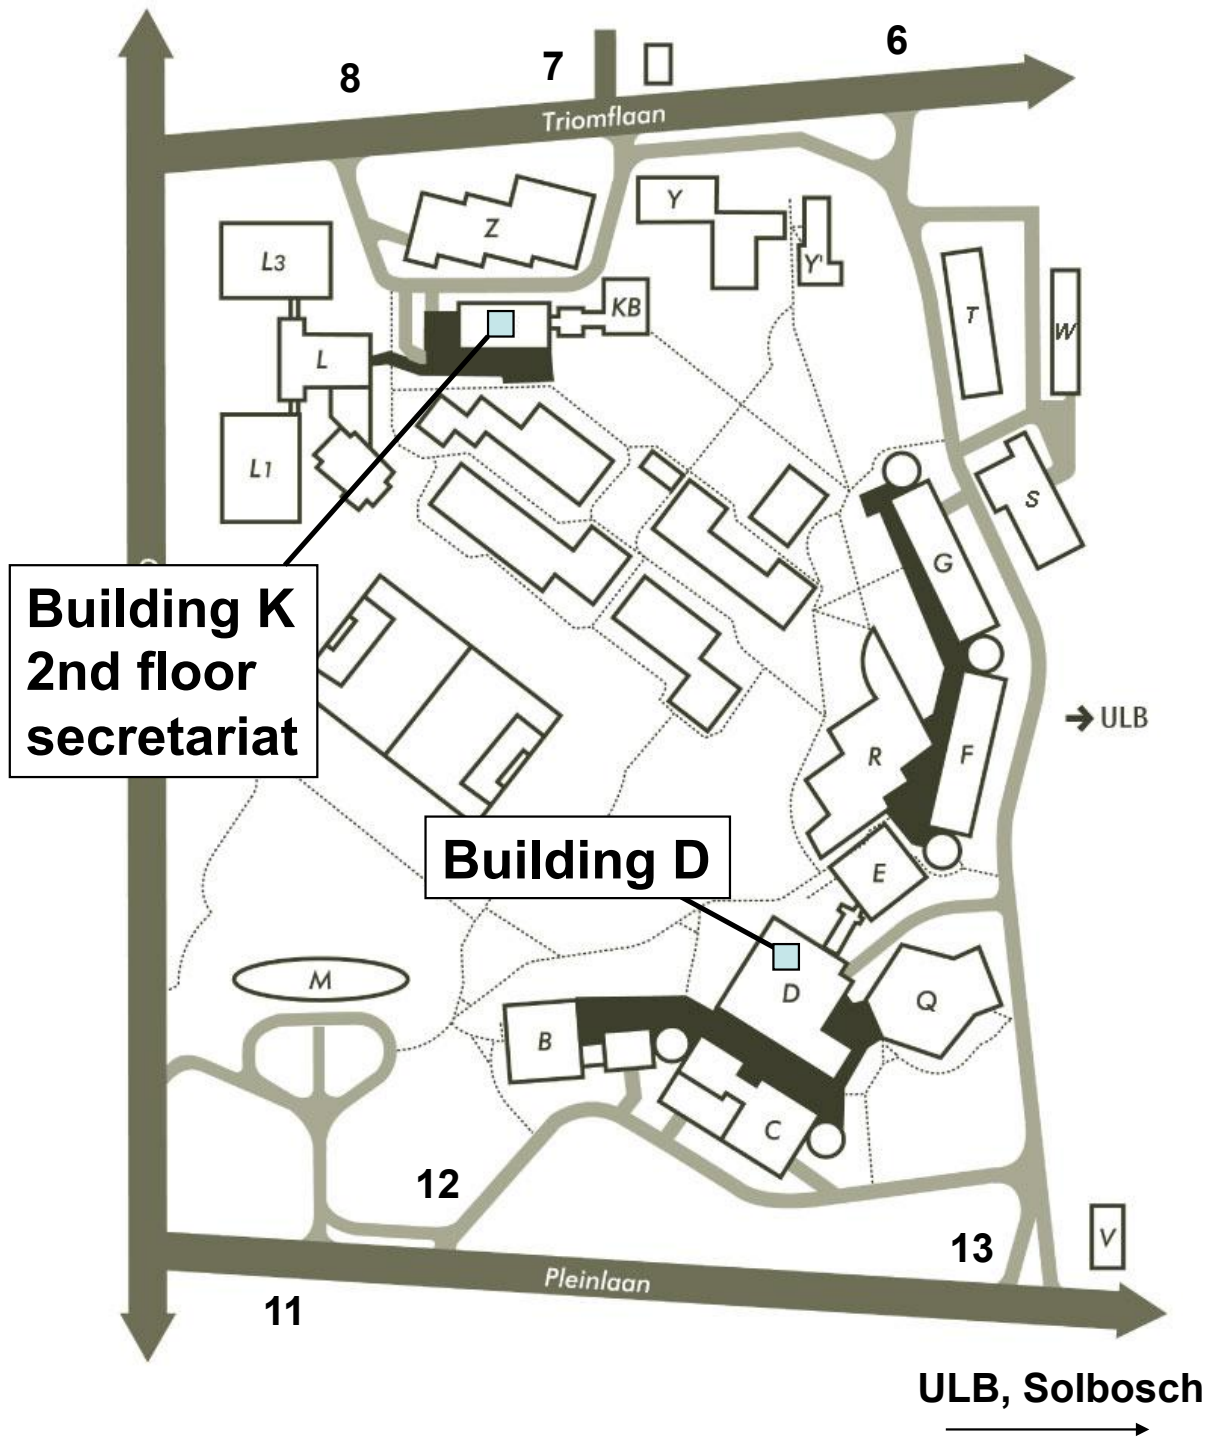 6
7
8
Triomflaan
Y
Z
L3
Y'
KB
T
W
L
L1
S
G
Building K
2nd floor
secretariat
ULB
R
F
Building D
E
M
D
Q
B
C
12
13
V
Pleinlaan
11
ULB, Solbosch